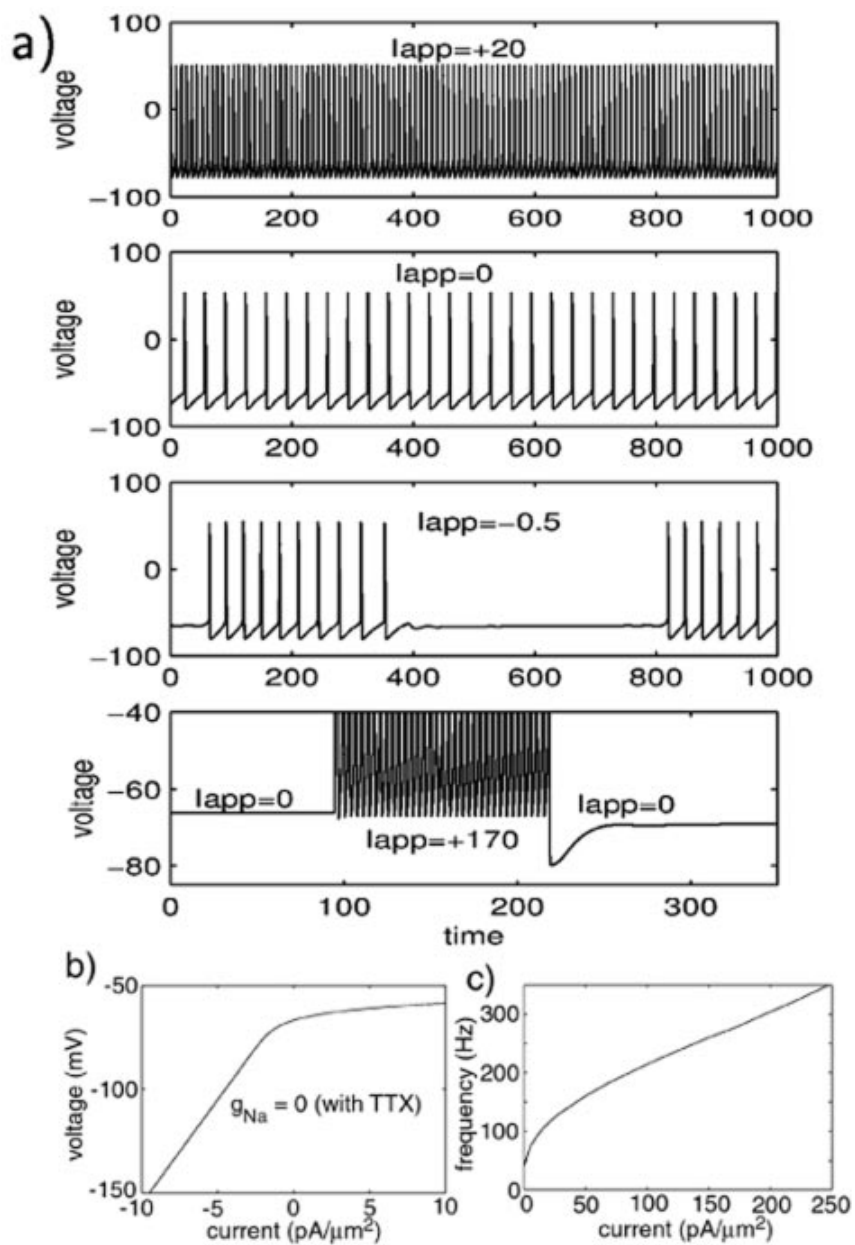 a)
100
Iapp=+20
voltage
0
−100
0 200 400 600 800 1000
100
Iapp=0
voltage
0
−100
0 200 400 600 800 1000
100
Iapp=−0.5
voltage
0
−100
0 200 400 600 800 1000
−40
voltage
−60
Iapp=0
Iapp=0
Iapp=+170
−80
0 100 200 300
time
b)
-50
voltage (mV)
-100
g_Na = 0 (with TTX)
-150
-10 -5 0 5 10
current (pA/μm²)
c)
frequency (Hz)
300
200
100
0
0 50 100 150 200 250
current (pA/μm²)